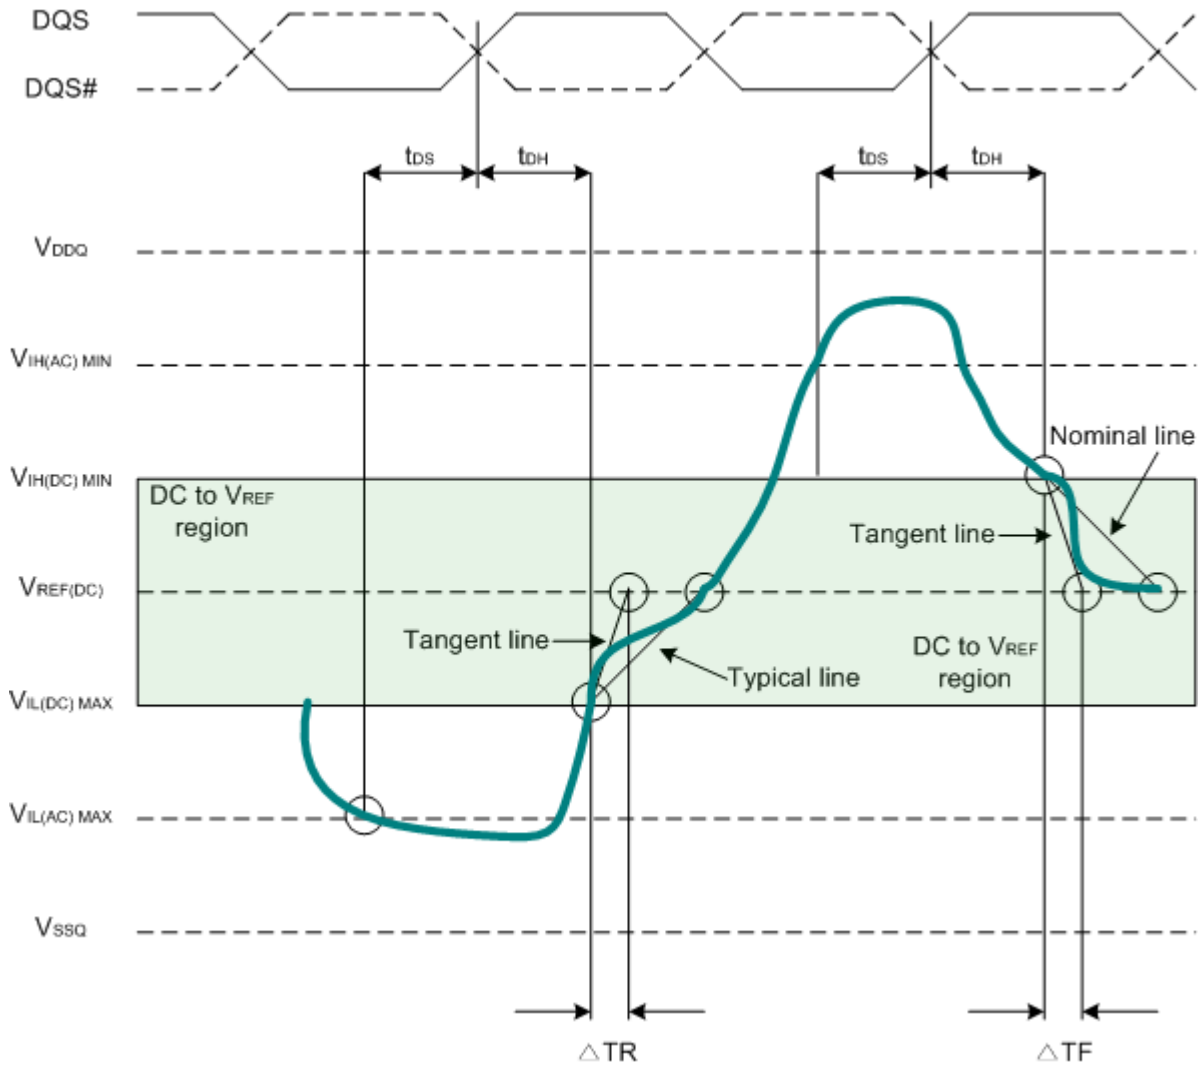 DQS
DQS#
tDS
tDH
tDS
tDH
VDDQ
VIH(AC) MIN
Nominal line
VIH(DC) MIN
DC to VREF
region
Tangent line
VREF(DC)
Tangent line
DC to VREF
region
Typical line
VIL(DC) MAX
VIL(AC) MAX
VSSQ
△TR
△TF